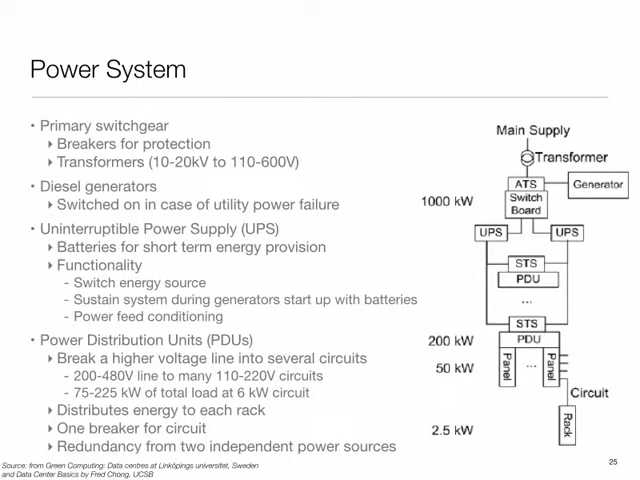 Power System
• Primary switchgear
‣ Breakers for protection
‣ Transformers (10-20kV to 110-600V)
• Diesel generators
‣ Switched on in case of utility power failure
• Uninterruptible Power Supply (UPS)
‣ Batteries for short term energy provision
‣ Functionality
- Switch energy source
- Sustain system during generators start up with batteries
- Power feed conditioning
• Power Distribution Units (PDUs)
‣ Break a higher voltage line into several circuits
- 200-480V line to many 110-220V circuits
- 75-225 kW of total load at 6 kW circuit
‣ Distributes energy to each rack
‣ One breaker for circuit
‣ Redundancy from two independent power sources
Main Supply
Transformer
ATS
Generator
1000 kW
Switch
Board
UPS
UPS
STS
PDU
...
STS
200 kW
PDU
50 kW
Panel
...
Panel
Circuit
2.5 kW
Rack
Source: from Green Computing: Data centres at Linköpings universitet, Sweden
and Data Center Basics by Fred Chong, UCSB
25